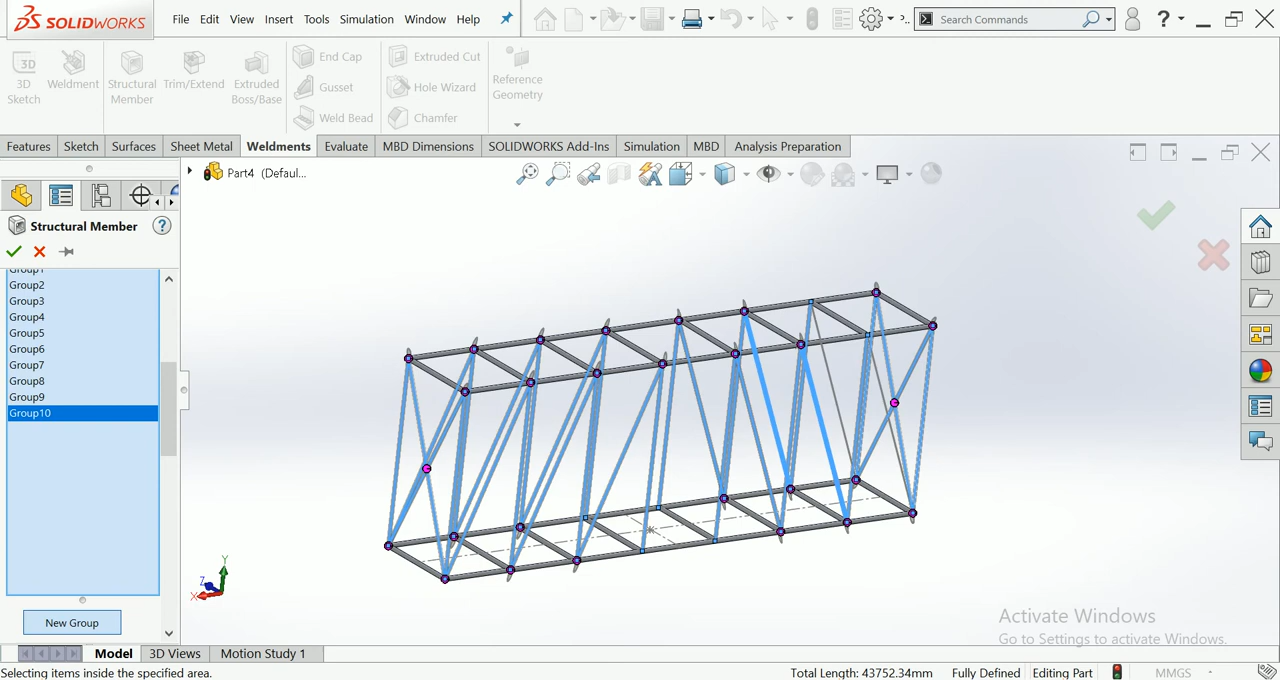 SOLIDWORKS
File Edit View Insert Tools Simulation Window Help
Search Commands
3D Sketch
Weldment
Structural Member
Trim/Extend
Extruded Boss/Base
End Cap
Gusset
Weld Bead
Extruded Cut
Hole Wizard
Chamfer
Reference Geometry
Features Sketch Surfaces Sheet Metal Weldments Evaluate MBD Dimensions SOLIDWORKS Add-Ins Simulation MBD Analysis Preparation
Part4 (Defaul...
Structural Member
Group1
Group2
Group3
Group4
Group5
Group6
Group7
Group8
Group9
Group10
New Group
Y
Z
X
Activate Windows
Go to Settings to activate Windows.
Model 3D Views Motion Study 1
Selecting items inside the specified area. Total Length: 43752.34mm Fully Defined Editing Part MMGS